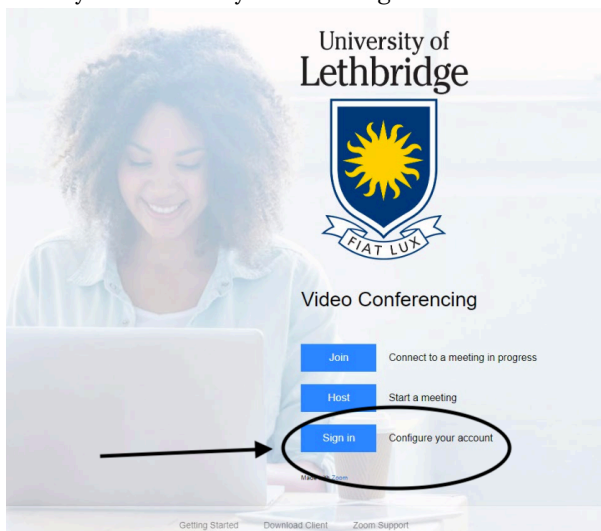 University of
Lethbridge
FIAT LUX
Video Conferencing
Join Connect to a meeting in progress
Host Start a meeting
Sign in Configure your account
Zoom
Getting Started Download Client Zoom Support